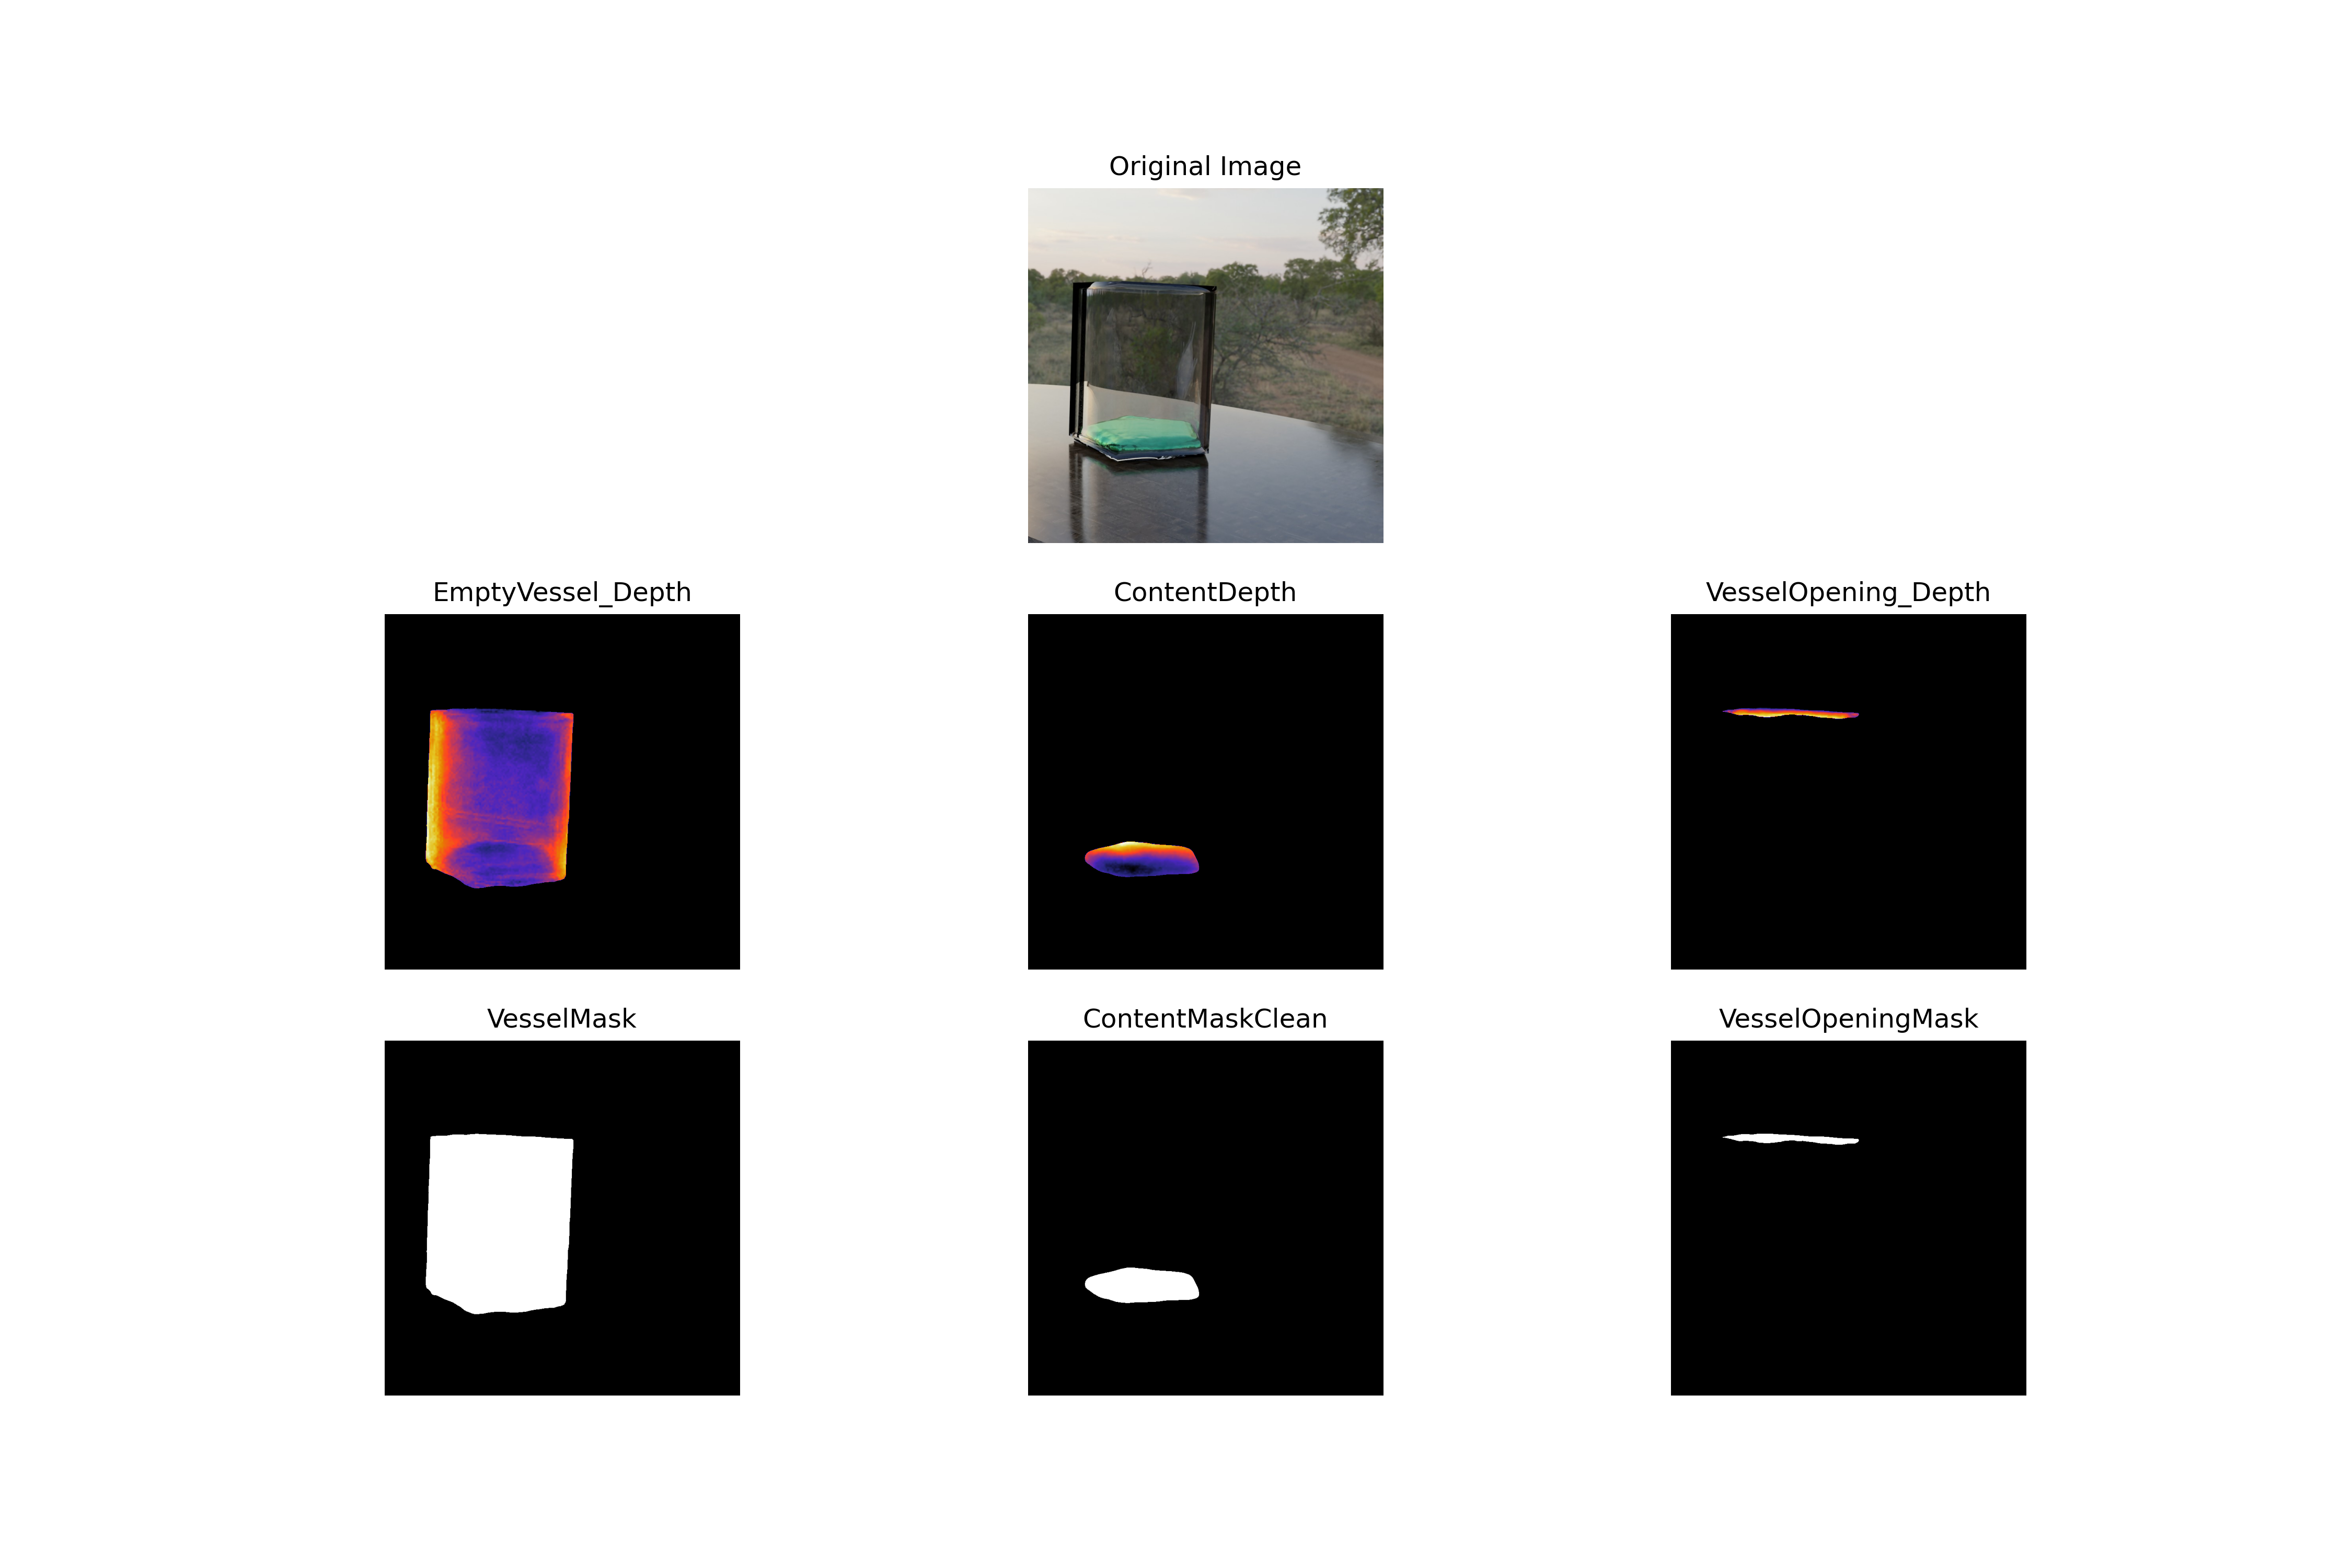 Original Image
EmptyVessel_Depth
ContentDepth
VesselOpening_Depth
VesselMask
ContentMaskClean
VesselOpeningMask